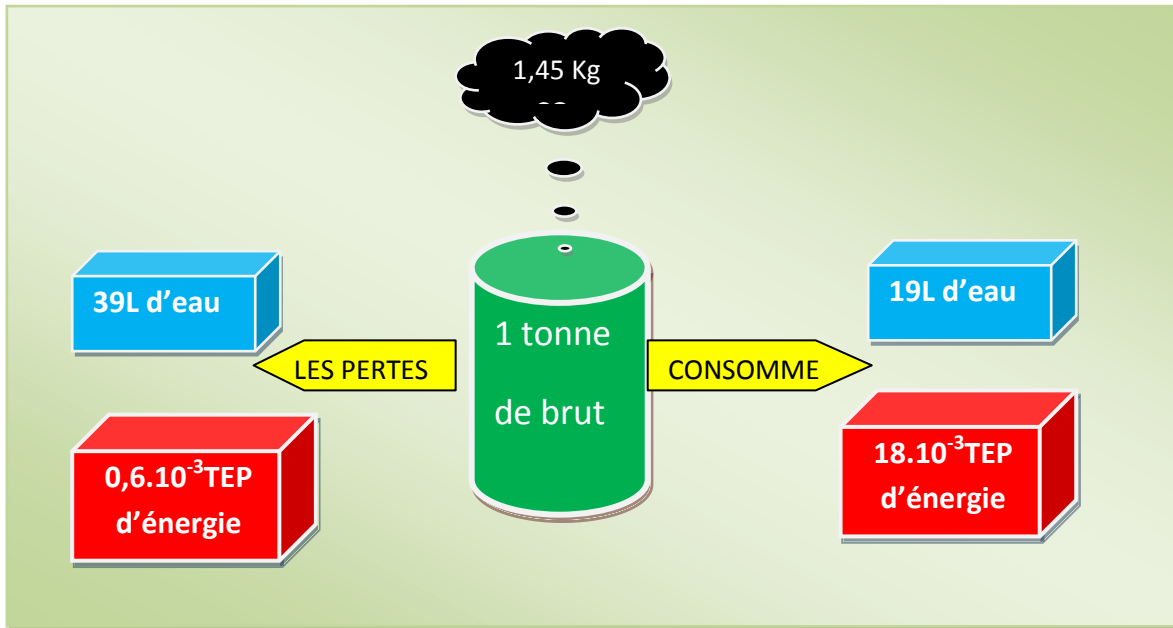 1,45 Kg
39L d'eau
19L d'eau
1 tonne
de brut
LES PERTES
CONSOMME
0,6.10⁻³TEP
d'énergie
18.10⁻³TEP
d'énergie